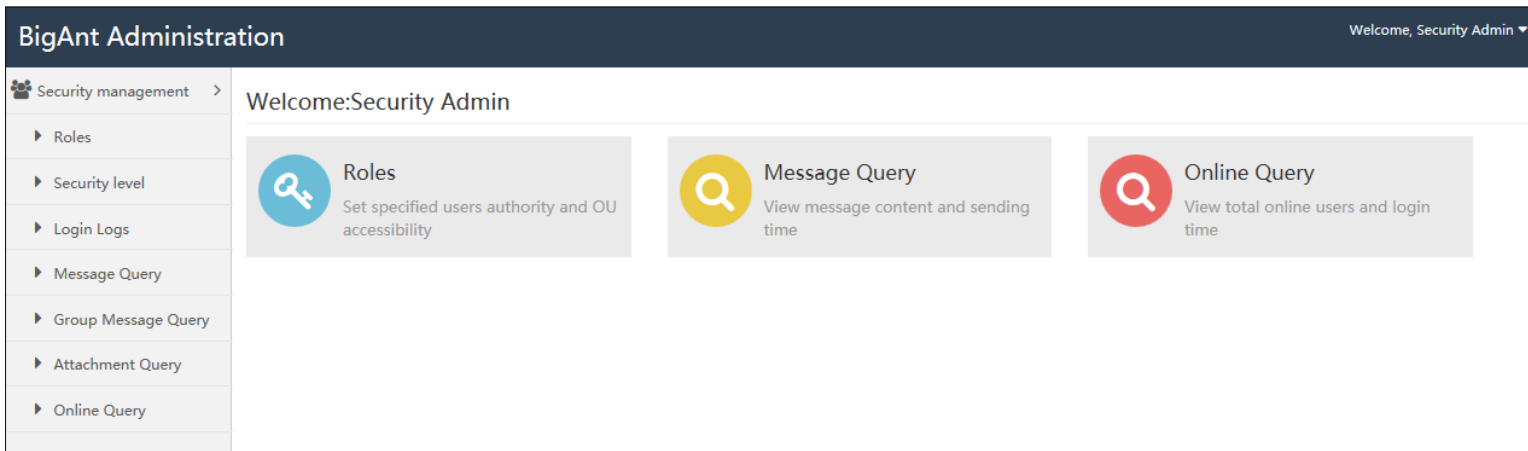 BigAnt Administration
Welcome, Security Admin
Security management
Roles
Security level
Login Logs
Message Query
Group Message Query
Attachment Query
Online Query
Welcome:Security Admin
Roles
Set specified users authority and OU
accessibility
Message Query
View message content and sending
time
Online Query
View total online users and login
time